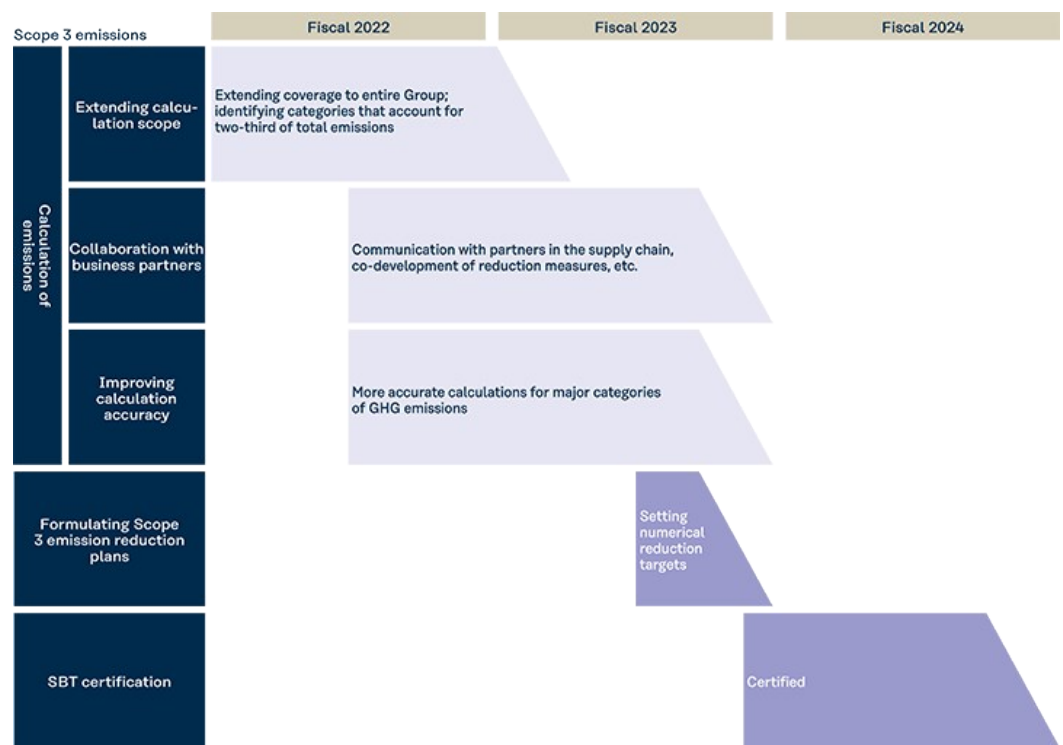 Scope 3 emissions
Fiscal 2022
Fiscal 2023
Fiscal 2024
Calculation of
emissions
Extending calcu-
lation scope
Extending coverage to entire Group;
identifying categories that account for
two-third of total emissions
Collaboration with
business partners
Communication with partners in the supply chain,
co-development of reduction measures, etc.
Improving
calculation
accuracy
More accurate calculations for major categories
of GHG emissions
Formulating Scope
3 emission reduction
plans
Setting
numerical
reduction
targets
SBT certification
Certified